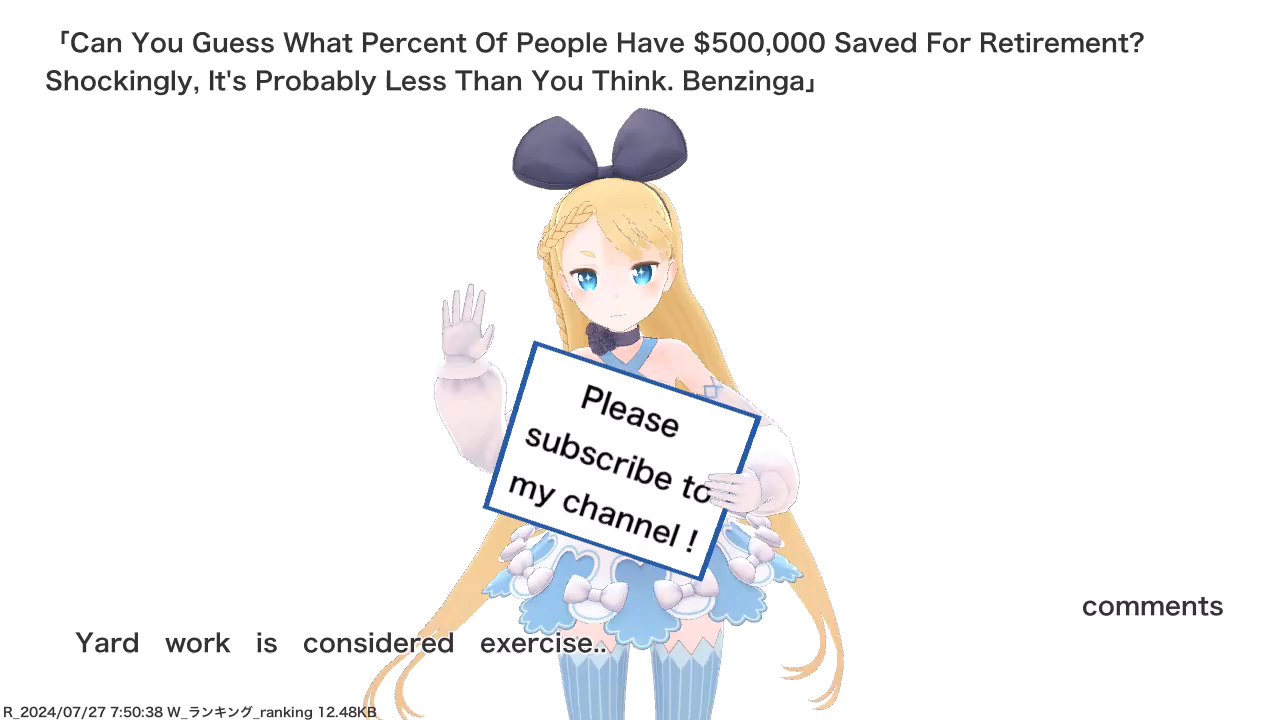 「Can You Guess What Percent Of People Have $500,000 Saved For Retirement?
Shockingly, It's Probably Less Than You Think. Benzinga」
Please
subscribe to
my channel !
comments
Yard work is considered exercise..
R_2024/07/27 7:50:38 W_ランキング_ranking 12.48KB